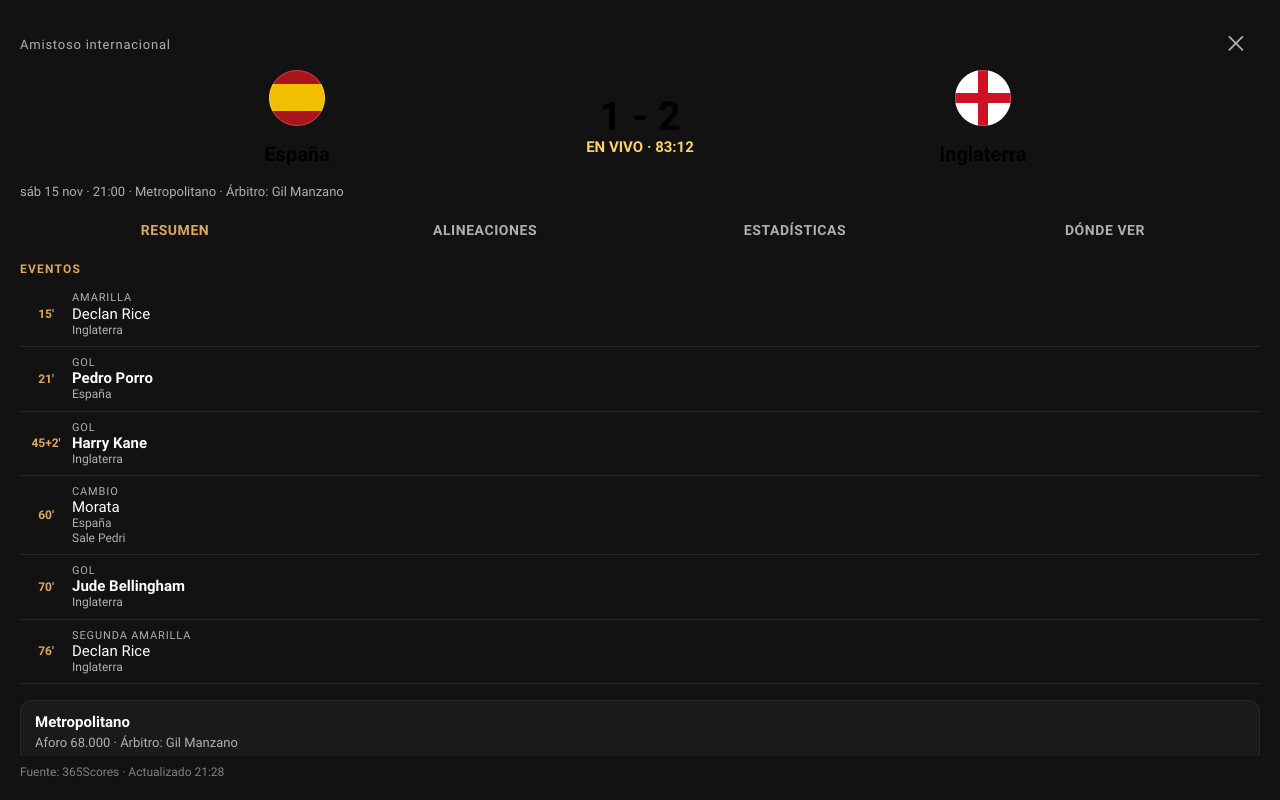 Amistoso internacional
1 - 2
EN VIVO · 83:12
España
Inglaterra
sáb 15 nov · 21:00 · Metropolitano · Árbitro: Gil Manzano
RESUMEN ALINEACIONES ESTADÍSTICAS DÓNDE VER
EVENTOS
AMARILLA
15' Declan Rice
Inglaterra
GOL
21' Pedro Porro
España
GOL
45+2' Harry Kane
Inglaterra
CAMBIO
Morata
60' España
Sale Pedri
GOL
70' Jude Bellingham
Inglaterra
SEGUNDA AMARILLA
76' Declan Rice
Inglaterra
Metropolitano
Aforo 68.000 · Árbitro: Gil Manzano
Fuente: 365Scores · Actualizado 21:28